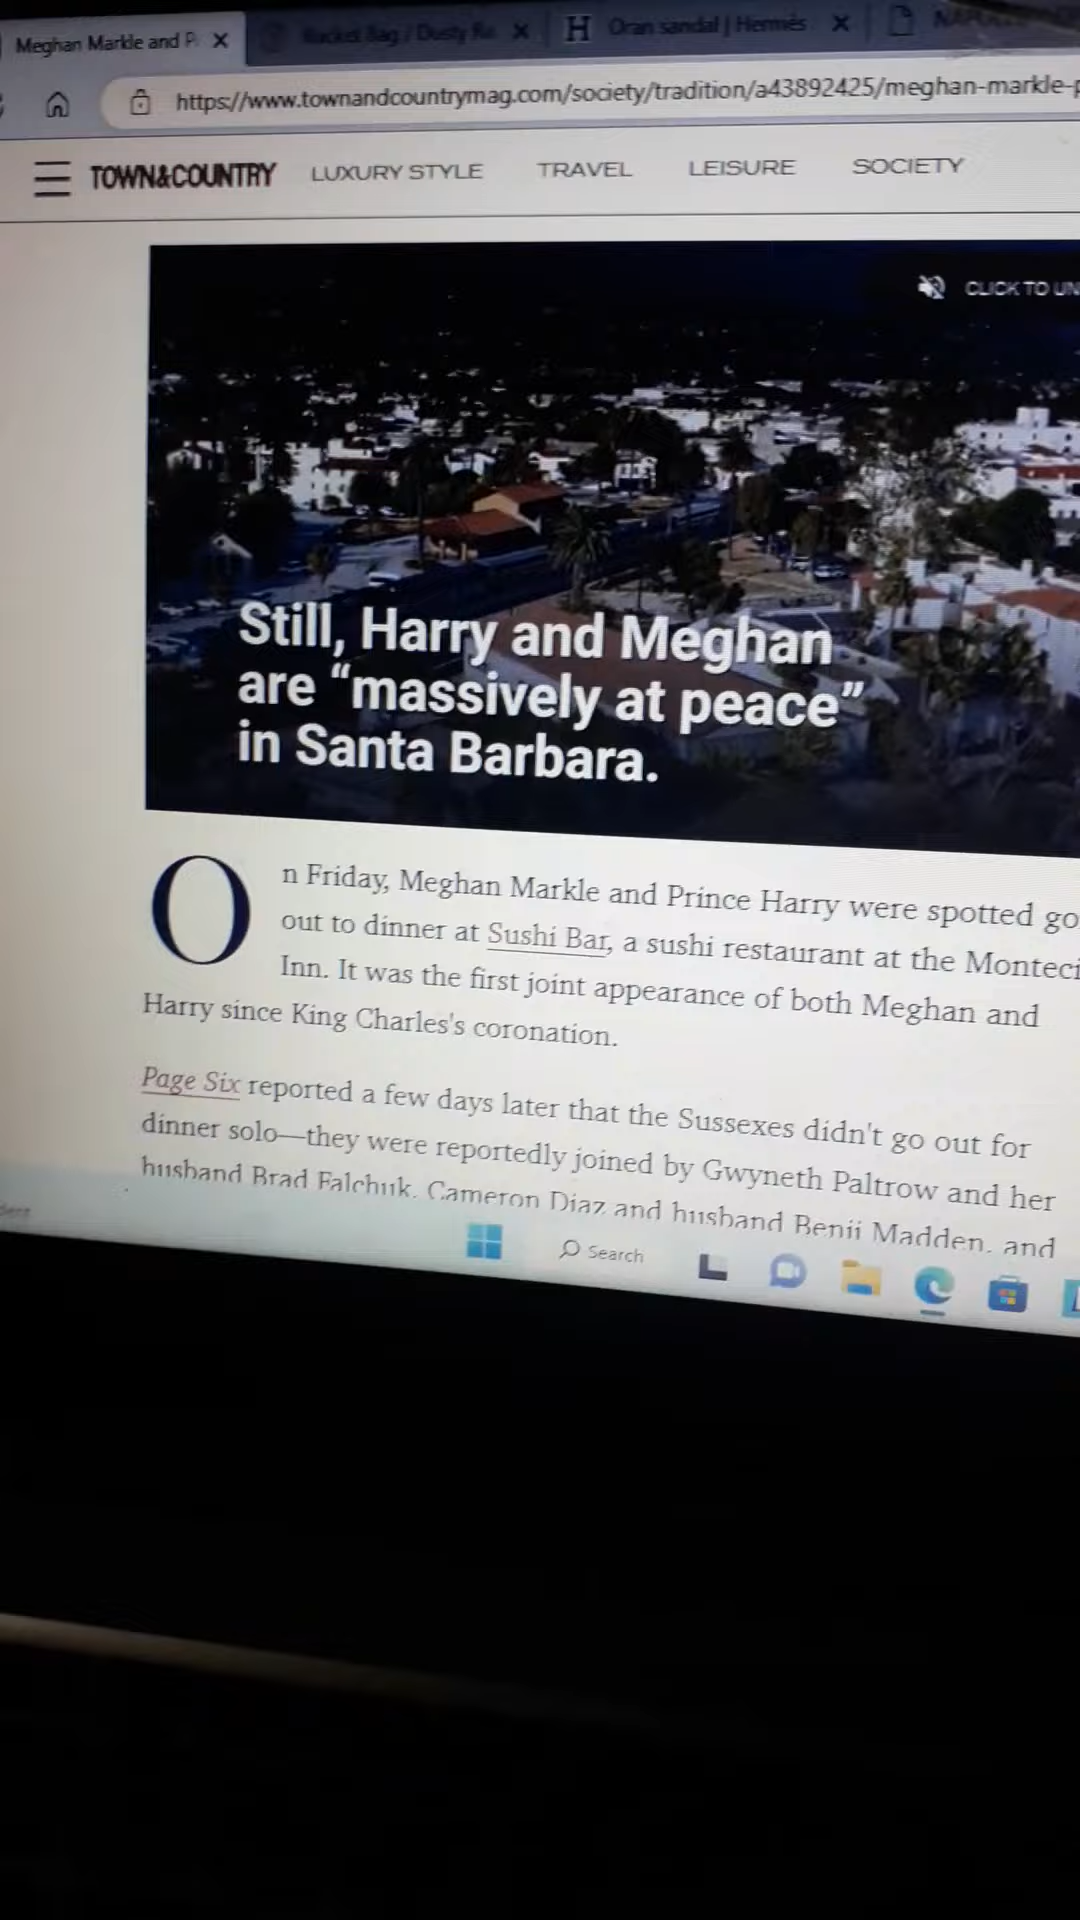 Meghan Markle and P
Bucket Bag / Dusty Ro
H Oran sandal | Hermès
https://www.townandcountrymag.com/society/tradition/a43892425/meghan-markle-p
TOWN&COUNTRY LUXURY STYLE TRAVEL LEISURE SOCIETY
CLICK TO UN
Still, Harry and Meghan
are “massively at peace”
in Santa Barbara.
On Friday, Meghan Markle and Prince Harry were spotted go
out to dinner at Sushi Bar, a sushi restaurant at the Monteci
Inn. It was the first joint appearance of both Meghan and
Harry since King Charles's coronation.
Page Six reported a few days later that the Sussexes didn't go out for
dinner solo—they were reportedly joined by Gwyneth Paltrow and her
husband Brad Falchuk, Cameron Diaz and husband Benji Madden, and
Search